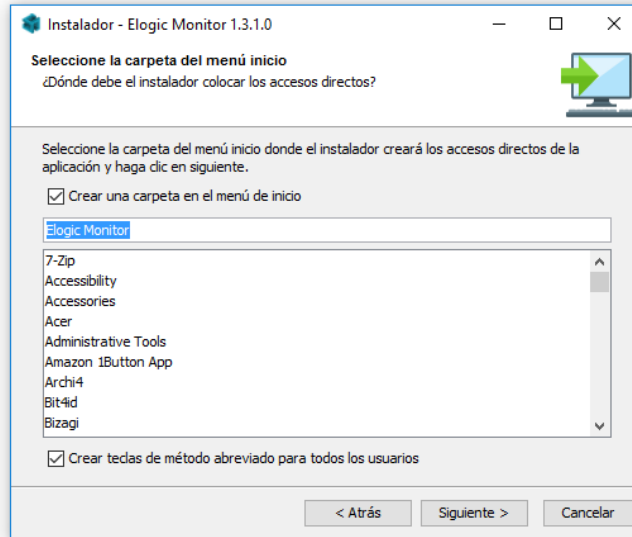 Instalador - Elogic Monitor 1.3.1.0
Seleccione la carpeta del menú inicio
¿Dónde debe el instalador colocar los accesos directos?
Seleccione la carpeta del menú inicio donde el instalador creará los accesos directos de la
aplicación y haga clic en siguiente.
Crear una carpeta en el menú de inicio
Elogic Monitor
7-Zip
Accessibility
Accessories
Acer
Administrative Tools
Amazon 1Button App
Archi4
Bit4id
Bizagi
Crear teclas de método abreviado para todos los usuarios
< Atrás
Siguiente >
Cancelar